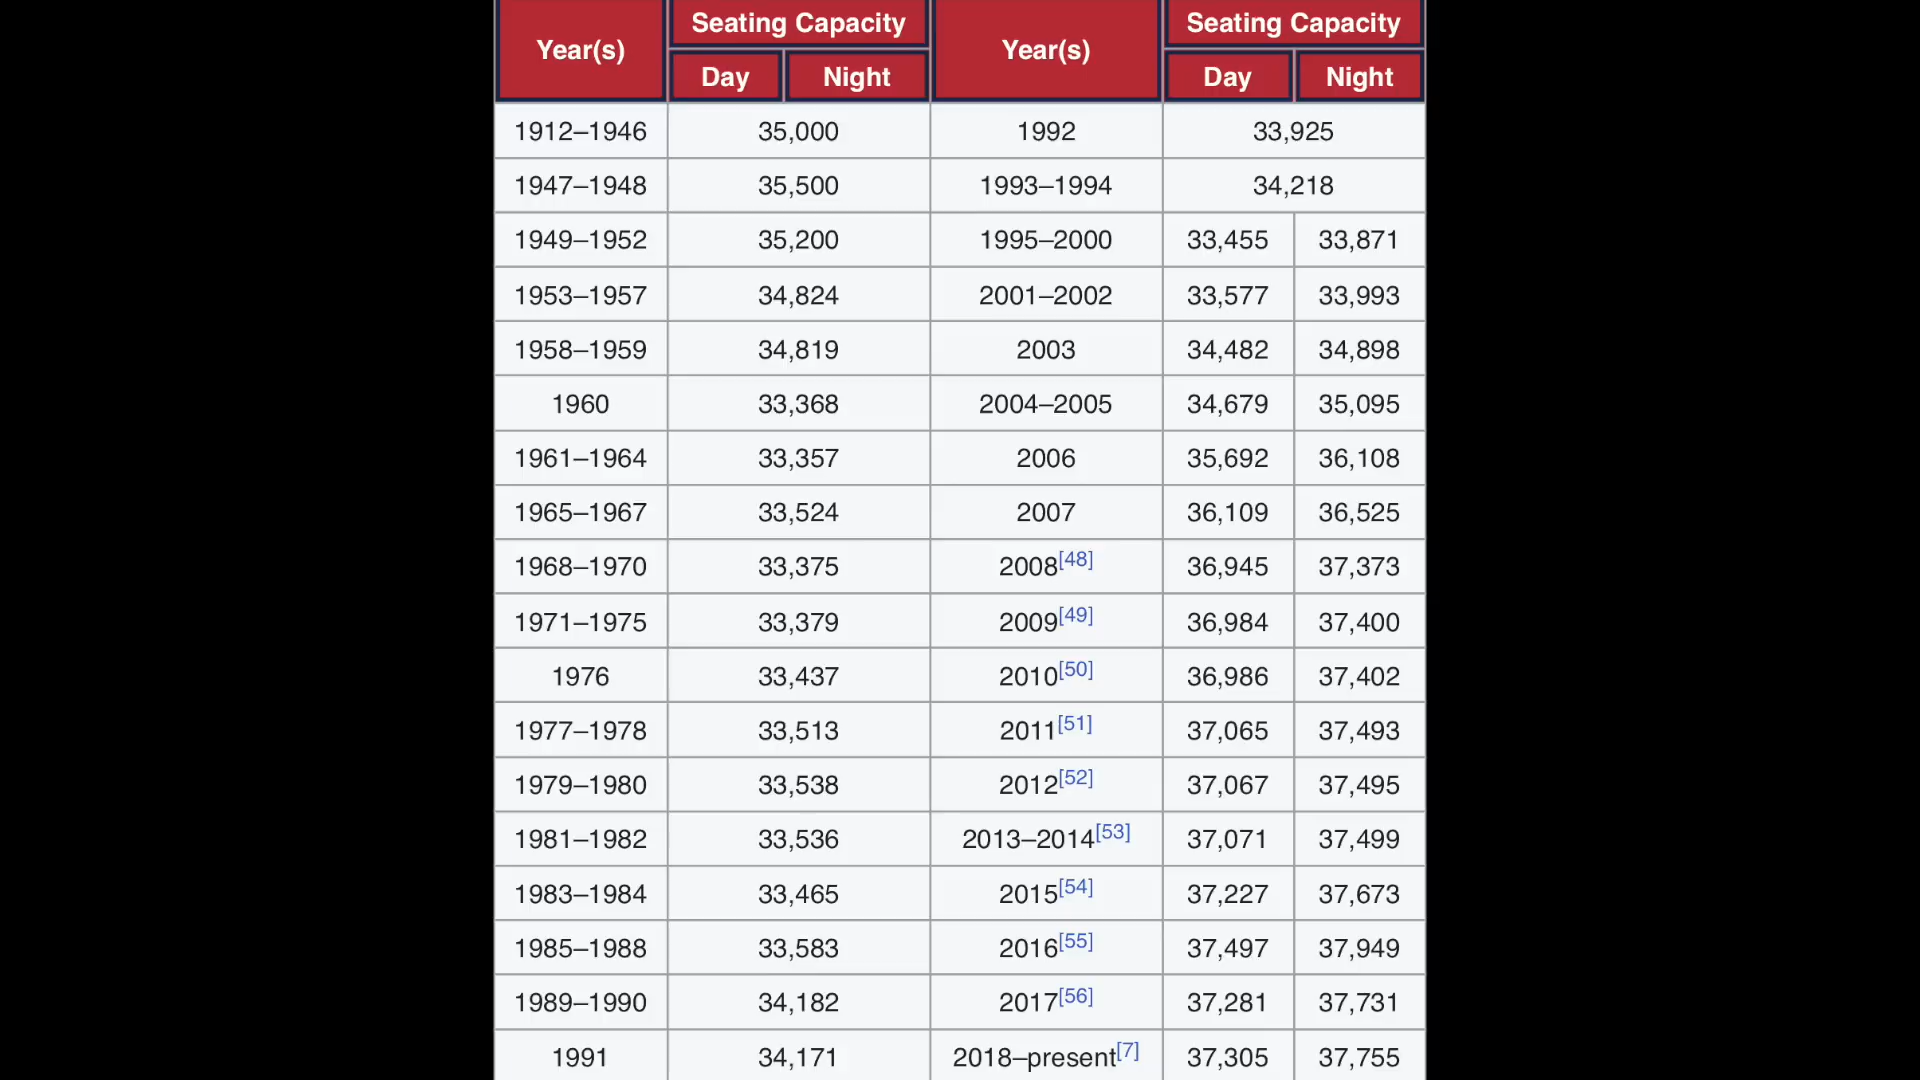 Year(s) Seating Capacity Year(s) Seating Capacity
Day Night Day Night
1912–1946 35,000 1992 33,925
1947–1948 35,500 1993–1994 34,218
1949–1952 35,200 1995–2000 33,455 33,871
1953–1957 34,824 2001–2002 33,577 33,993
1958–1959 34,819 2003 34,482 34,898
1960 33,368 2004–2005 34,679 35,095
1961–1964 33,357 2006 35,692 36,108
1965–1967 33,524 2007 36,109 36,525
1968–1970 33,375 2008[48] 36,945 37,373
1971–1975 33,379 2009[49] 36,984 37,400
1976 33,437 2010[50] 36,986 37,402
1977–1978 33,513 2011[51] 37,065 37,493
1979–1980 33,538 2012[52] 37,067 37,495
1981–1982 33,536 2013–2014[53] 37,071 37,499
1983–1984 33,465 2015[54] 37,227 37,673
1985–1988 33,583 2016[55] 37,497 37,949
1989–1990 34,182 2017[56] 37,281 37,731
1991 34,171 2018–present[7] 37,305 37,755